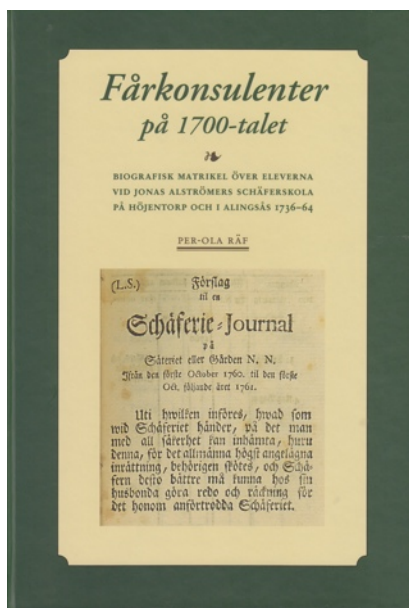 Fårkonsulenter
på 1700-talet
BIOGRAFISK MATRIKEL ÖVER ELEVERNA
VID JONAS ALSTRÖMERS SCHÄFERSKOLA
PÅ HÖJENTORP OCH I ALINGSÅS 1736–64
PER-OLA RÄF
(L.S.) Förslag
til en
Schäferie-Journal
på
Säteriet eller Gården N. N.
Ifrån den förste October 1760. til den siste
Oct. följande året 1761.
Uti hwilken införes, hwad som
wid Schäferiet händer, på det man
med all säkerhet kan inhämta, huru
denna, för det allmänna högst angelägna
inrättning, behörigen skötes, och Schä-
fern desto bättre må kunna hos sin
husbonda göra redo och räckning för
det honom anförtrodda Schäferiet.